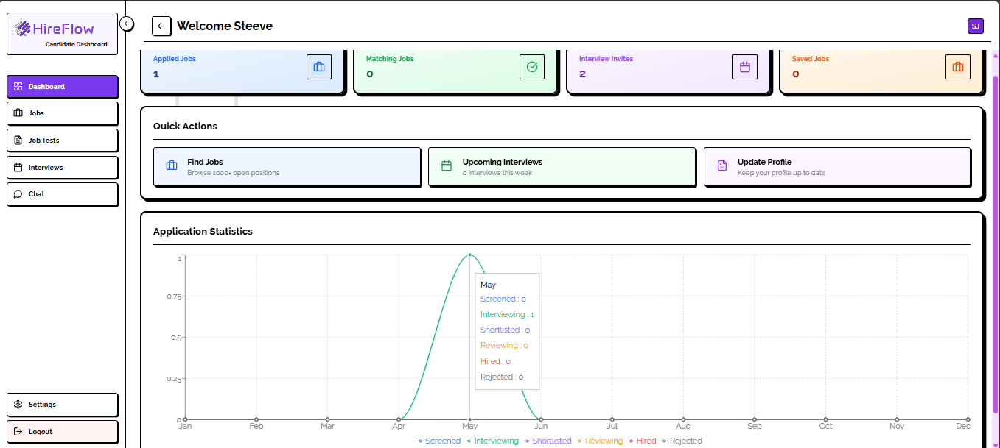 HireFlow
Candidate Dashboard
Welcome Steeve
SJ
Dashboard
Jobs
Job Tests
Interviews
Chat
Settings
Logout
Applied Jobs
1
Matching Jobs
0
Interview Invites
2
Saved Jobs
0
Quick Actions
Find Jobs
Browse 1000+ open positions
Upcoming Interviews
0 interviews this week
Update Profile
Keep your profile up to date
Application Statistics
1
0.75
0.5
0.25
0
Jan Feb Mar Apr May Jun Jul Aug Sep Oct Nov Dec
May
Screened : 0
Interviewing : 1
Shortlisted : 0
Reviewing : 0
Hired : 0
Rejected : 0
Screened Interviewing Shortlisted Reviewing Hired Rejected